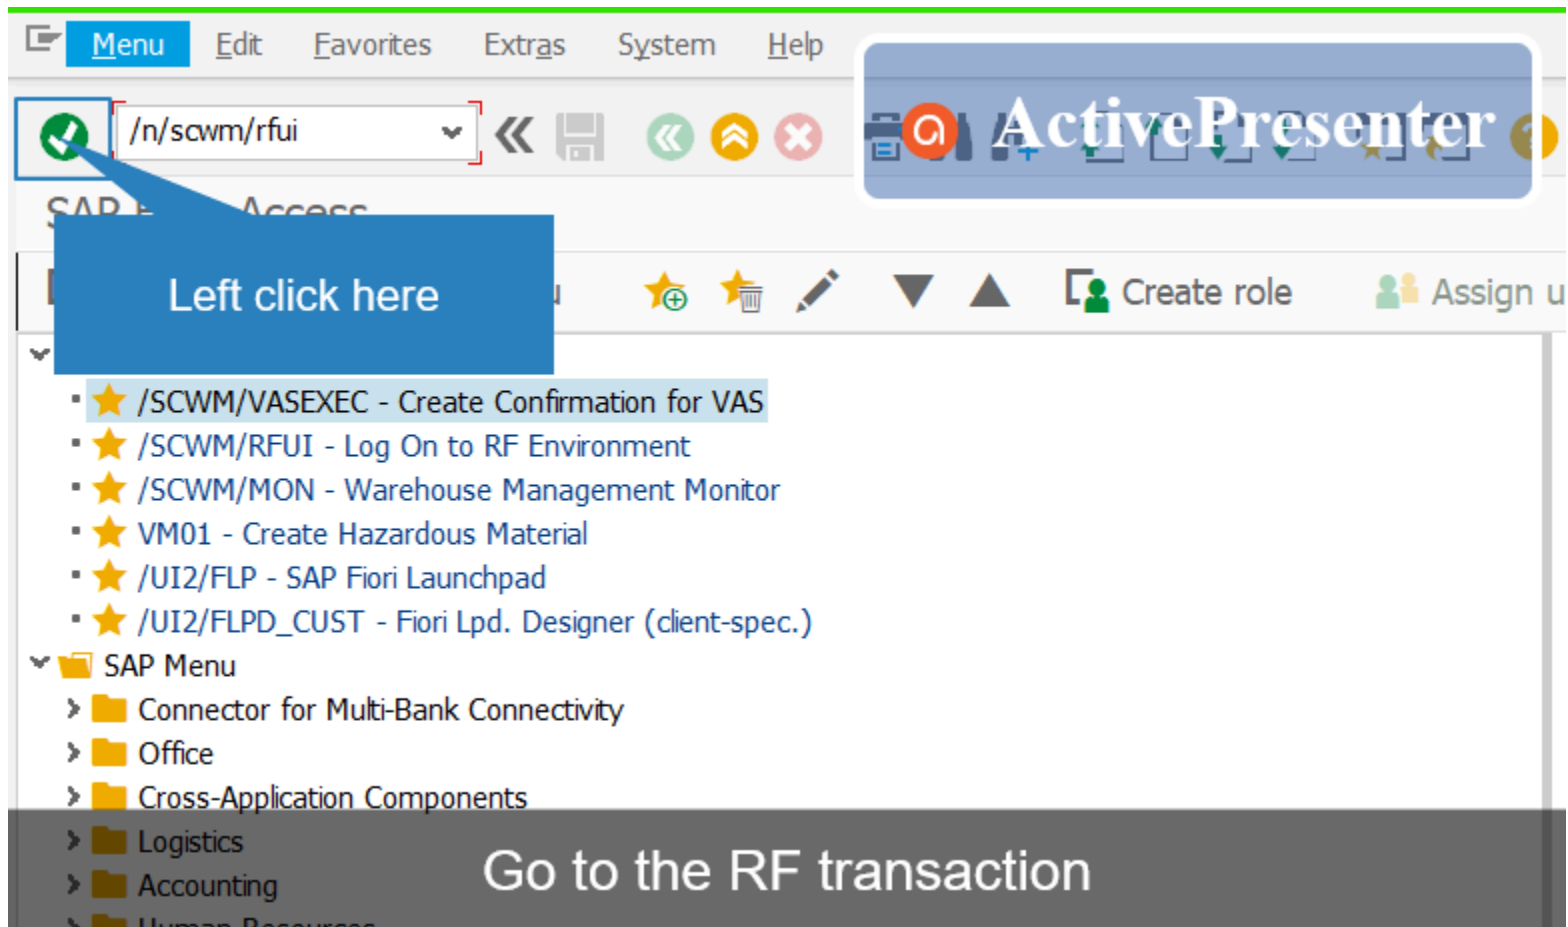 Menu Edit Favorites Extras System Help
/n/scwm/rfui
ActivePresenter
Left click here
Create role
Assign u
/SCWM/VASEXEC - Create Confirmation for VAS
/SCWM/RFUI - Log On to RF Environment
/SCWM/MON - Warehouse Management Monitor
VM01 - Create Hazardous Material
/UI2/FLP - SAP Fiori Launchpad
/UI2/FLPD_CUST - Fiori Lpd. Designer (client-spec.)
SAP Menu
Connector for Multi-Bank Connectivity
Office
Cross-Application Components
Logistics
Accounting
Human Resources
Go to the RF transaction